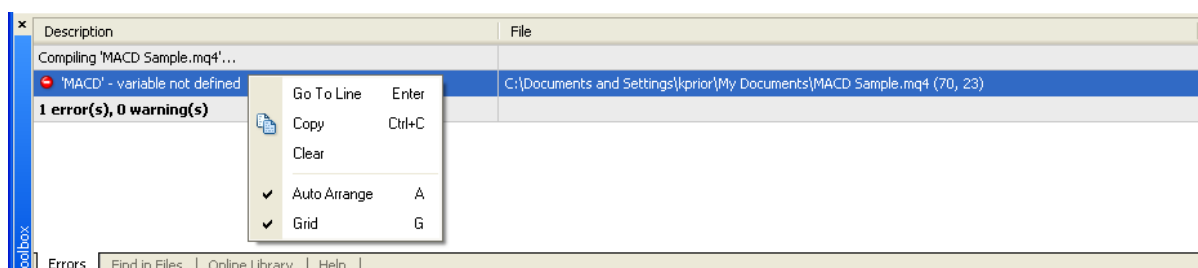 Description File
Compiling 'MACD Sample.mq4'...
'MACD' - variable not defined C:\Documents and Settings\kprior\My Documents\MACD Sample.mq4 (70, 23)
1 error(s), 0 warning(s)
Go To Line Enter
Copy Ctrl+C
Clear
Auto Arrange A
Grid G
Errors Find in Files Online Library Help